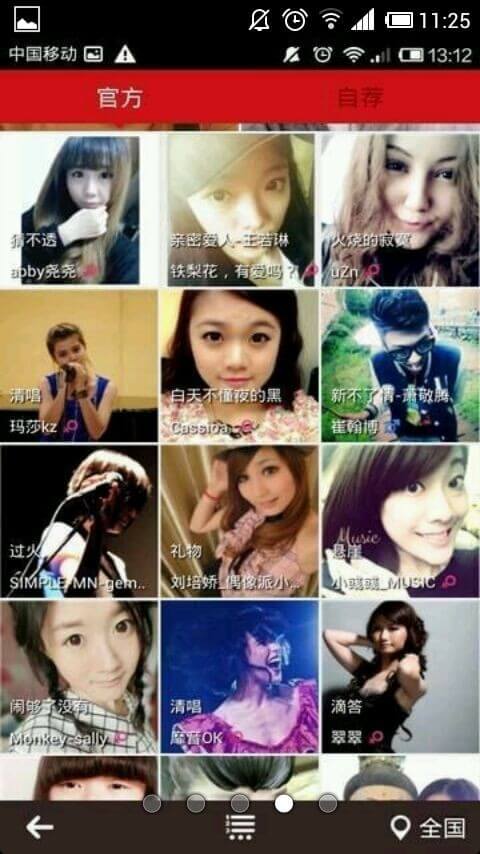 11:25
中国移动
13:12
官方
自荐
猜不透
abby尧尧
亲密爱人-王若琳
铁梨花，有爱吗？!
火烧的寂寞
uZn
清唱
玛莎kz
白天不懂夜的黑
Cassiba
新不了情-萧敬腾
崔翰博
过火
SIMPLE-MN-gem..
礼物
刘培娇_偶像派小...
Music
悬崖
小彧彧_MUSIC
闹够了没有
Monkey-sally
清唱
靡音OK
滴答
翠翠
全国